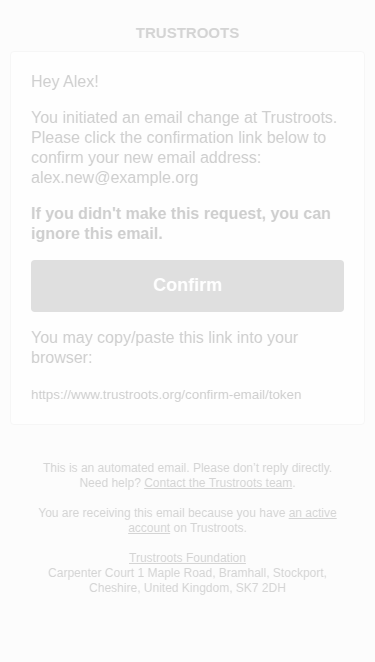 TRUSTROOTS
Hey Alex!
You initiated an email change at Trustroots.
Please click the confirmation link below to
confirm your new email address:
alex.new@example.org
If you didn't make this request, you can
ignore this email.
Confirm
You may copy/paste this link into your
browser:
https://www.trustroots.org/confirm-email/token
This is an automated email. Please don’t reply directly.
Need help? Contact the Trustroots team.
You are receiving this email because you have an active
account on Trustroots.
Trustroots Foundation
Carpenter Court 1 Maple Road, Bramhall, Stockport,
Cheshire, United Kingdom, SK7 2DH